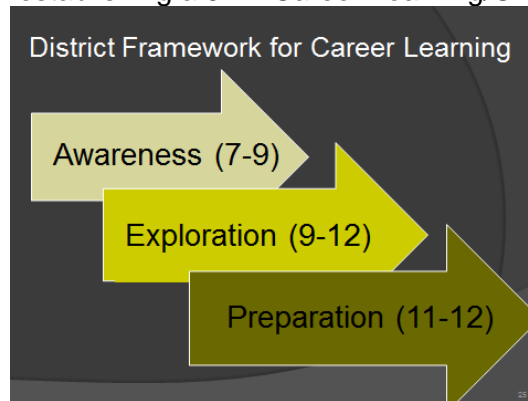 District Framework for Career Learning
Awareness (7-9)
Exploration (9-12)
Preparation (11-12)